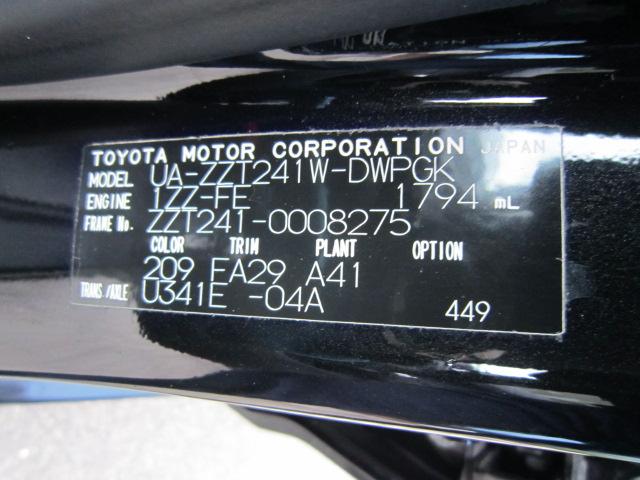 TOYOTA MOTOR CORPORATION JAPAN
MODEL UA-ZZT241W-DWPGK
ENGINE 1ZZ-FE 1794 mL
FRAME No. ZZT241-0008275
COLOR TRIM PLANT OPTION
209 FA29 A41
TRANS./AXLE U341E -04A
449